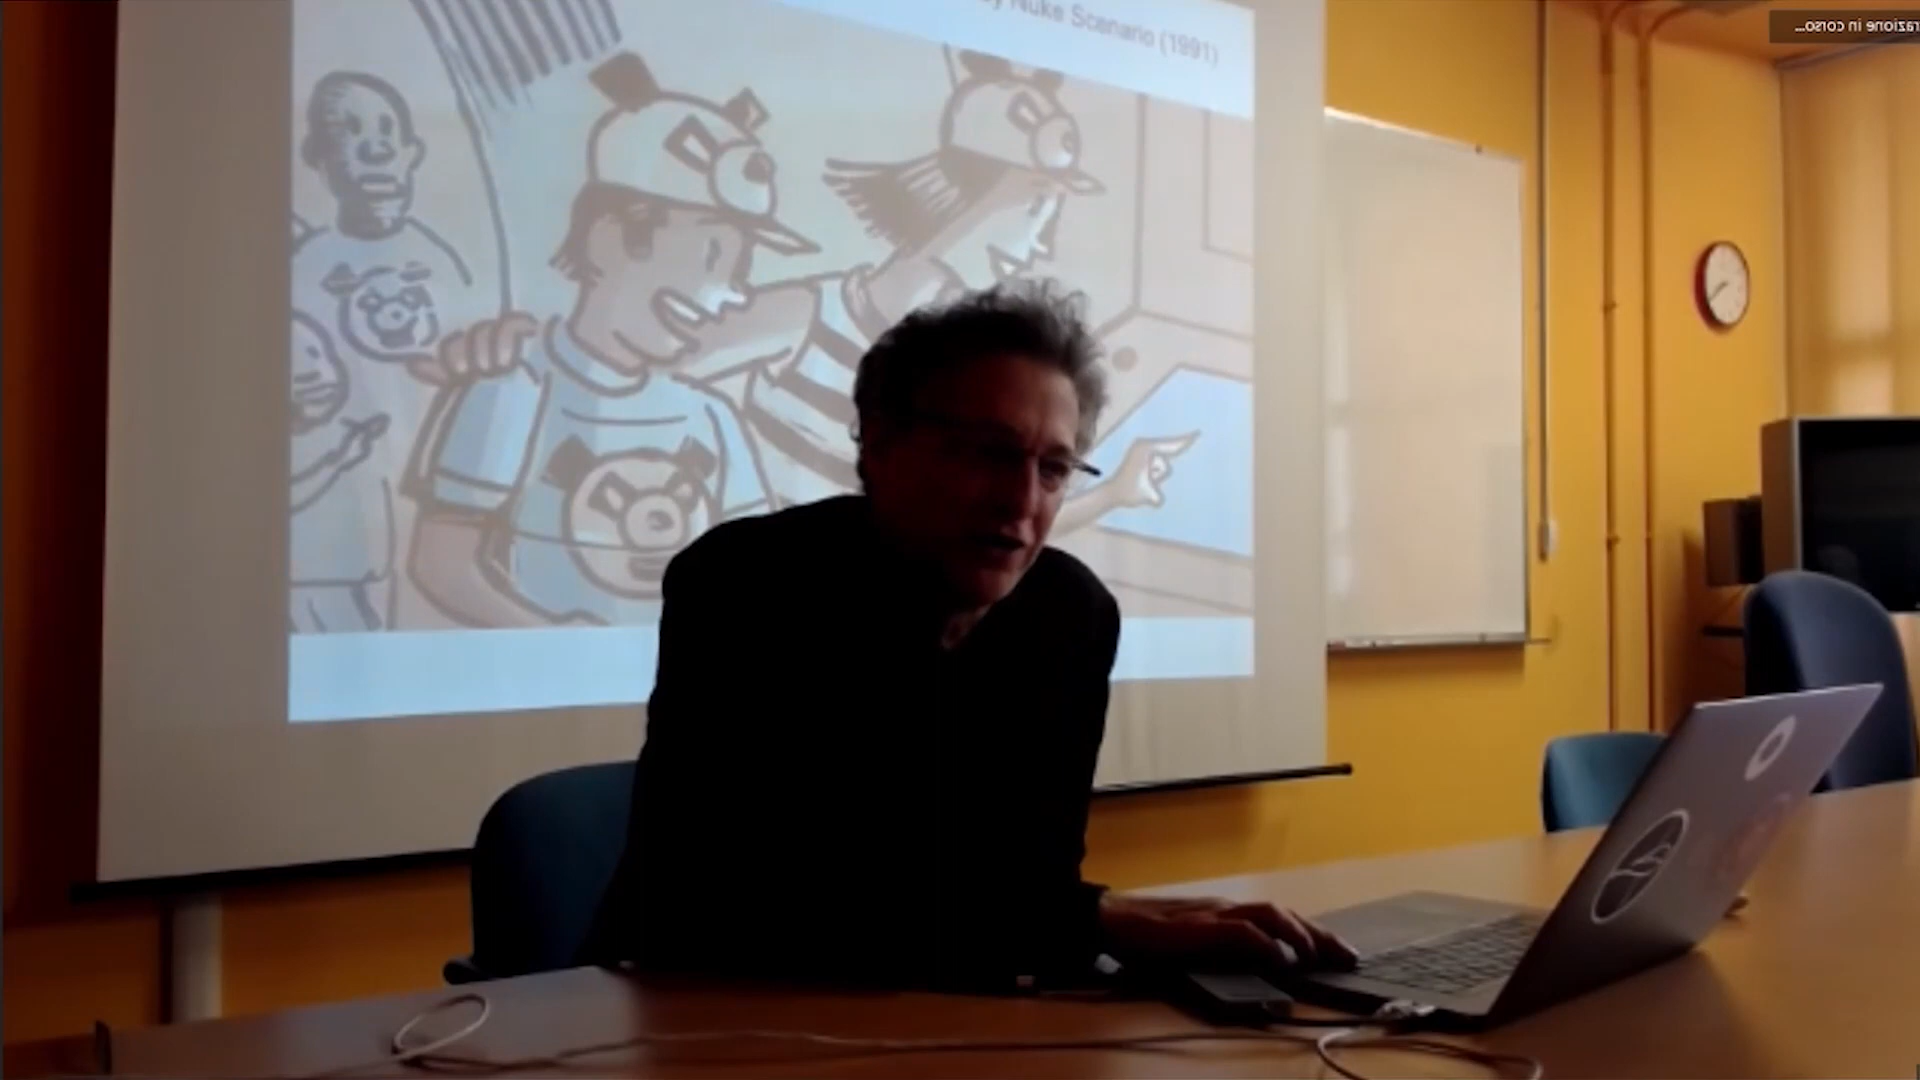 Nuke Scenario (1991)
razione in corso...